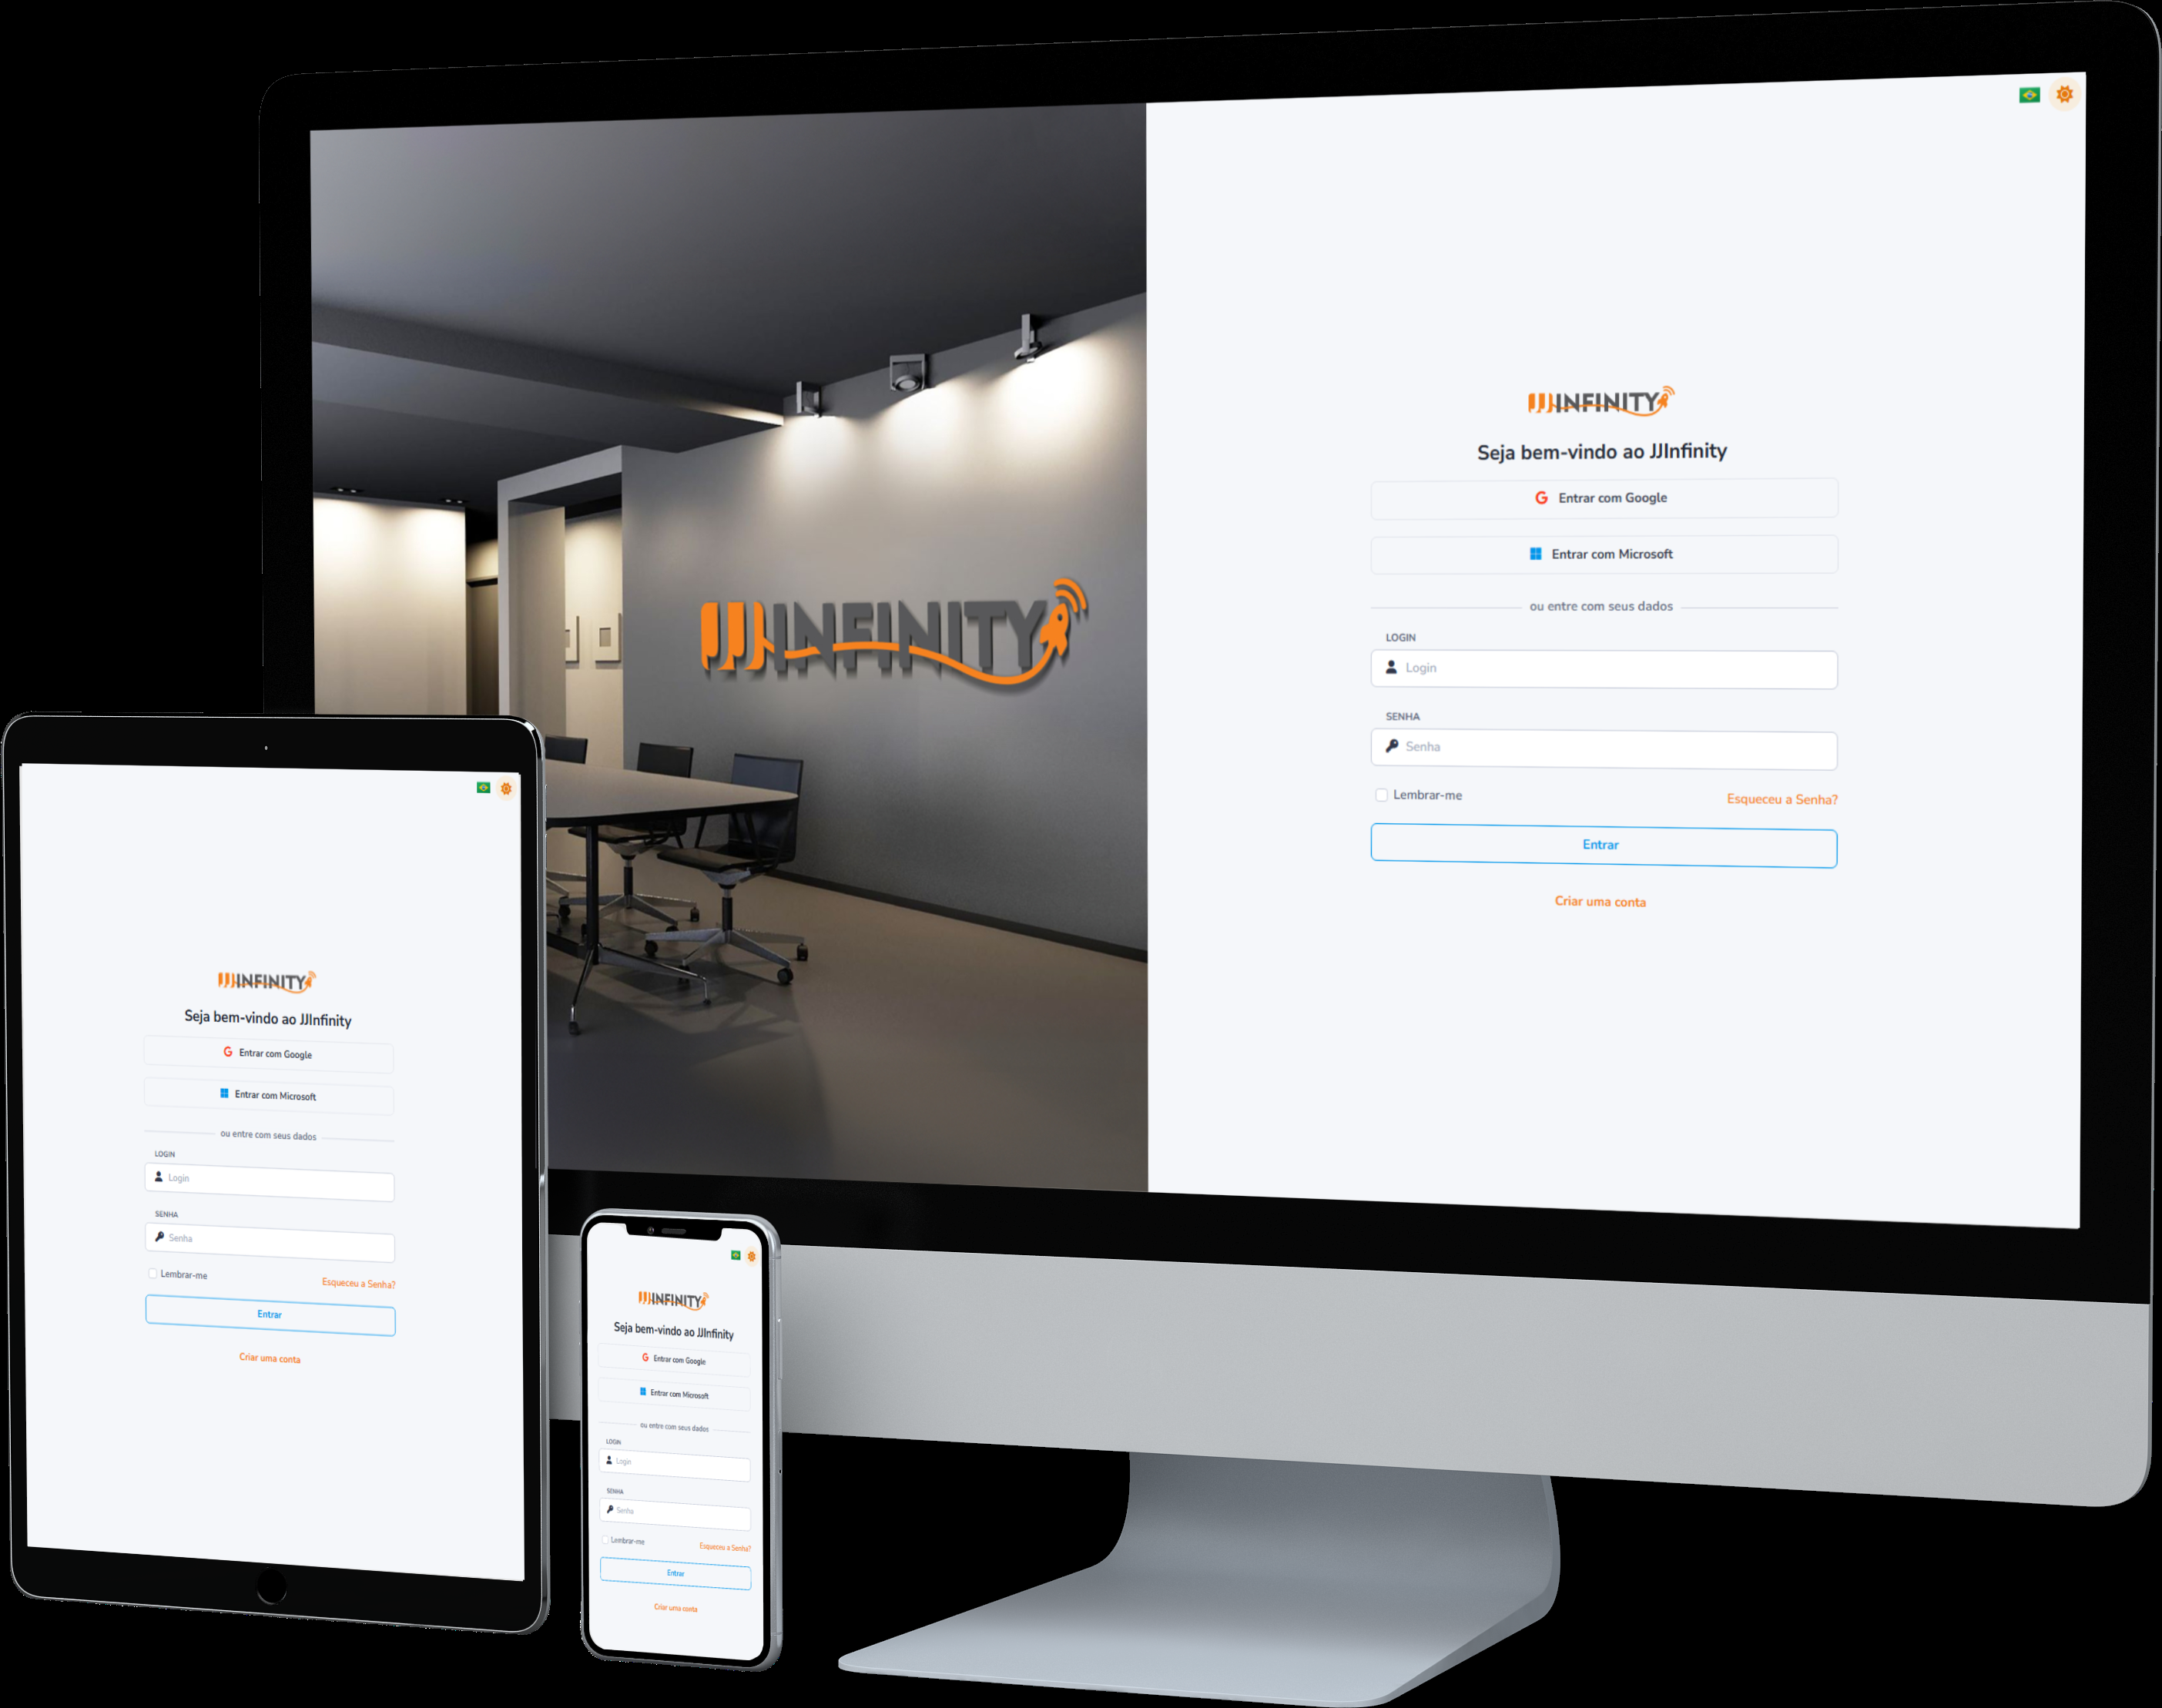 JJINFINITY
JJINFINITY
Seja bem-vindo ao JJInfinity
G Entrar com Google
Entrar com Microsoft
ou entre com seus dados
LOGIN
Login
SENHA
Senha
Lembrar-me
Esqueceu a Senha?
Entrar
Criar uma conta
JJINFINITY
Seja bem-vindo ao JJInfinity
G Entrar com Google
Entrar com Microsoft
ou entre com seus dados
LOGIN
Login
SENHA
Senha
Lembrar-me
Esqueceu a Senha?
Entrar
Criar uma conta
JJINFINITY
Seja bem-vindo ao JJInfinity
G Entrar com Google
Entrar com Microsoft
ou entre com seus dados
LOGIN
Login
SENHA
Senha
Lembrar-me
Esqueceu a Senha?
Entrar
Criar uma conta